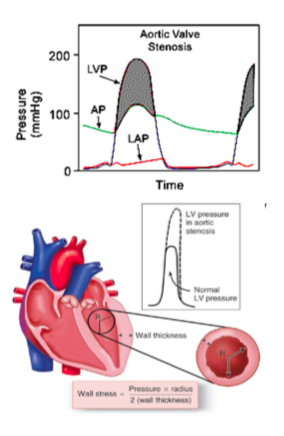 Aortic Valve
Stenosis
200
LVP
Pressure
(mmHg)
100
AP
LAP
0
Time
LV pressure
in aortic
stenosis
Normal
LV pressure
Wall thickness
Wall stress = Pressure × radius
2 (wall thickness)